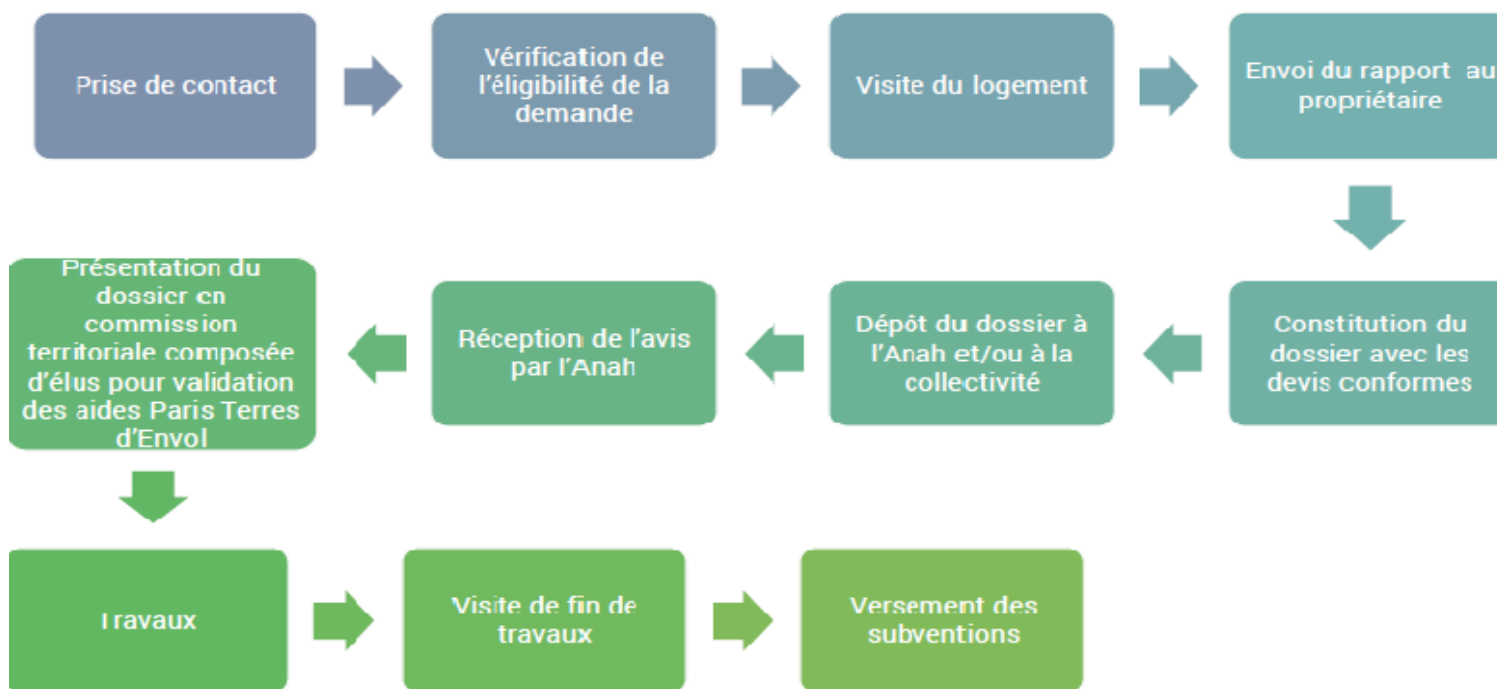 Prise de contact
Vérification de
l'éligibilité de la
demande
Visite du logement
Envoi du rapport au
propriétaire
Constitution du
dossier avec les
devis conformes
Dépôt du dossier à
l'Anah et/ou à la
collectivité
Réception de l'avis
par l'Anah
Présentation du
dossier en
commission
territoriale composée
d'élus pour validation
des aides Paris Terres
d'Envol
Travaux
Visite de fin de
travaux
Versement des
subventions